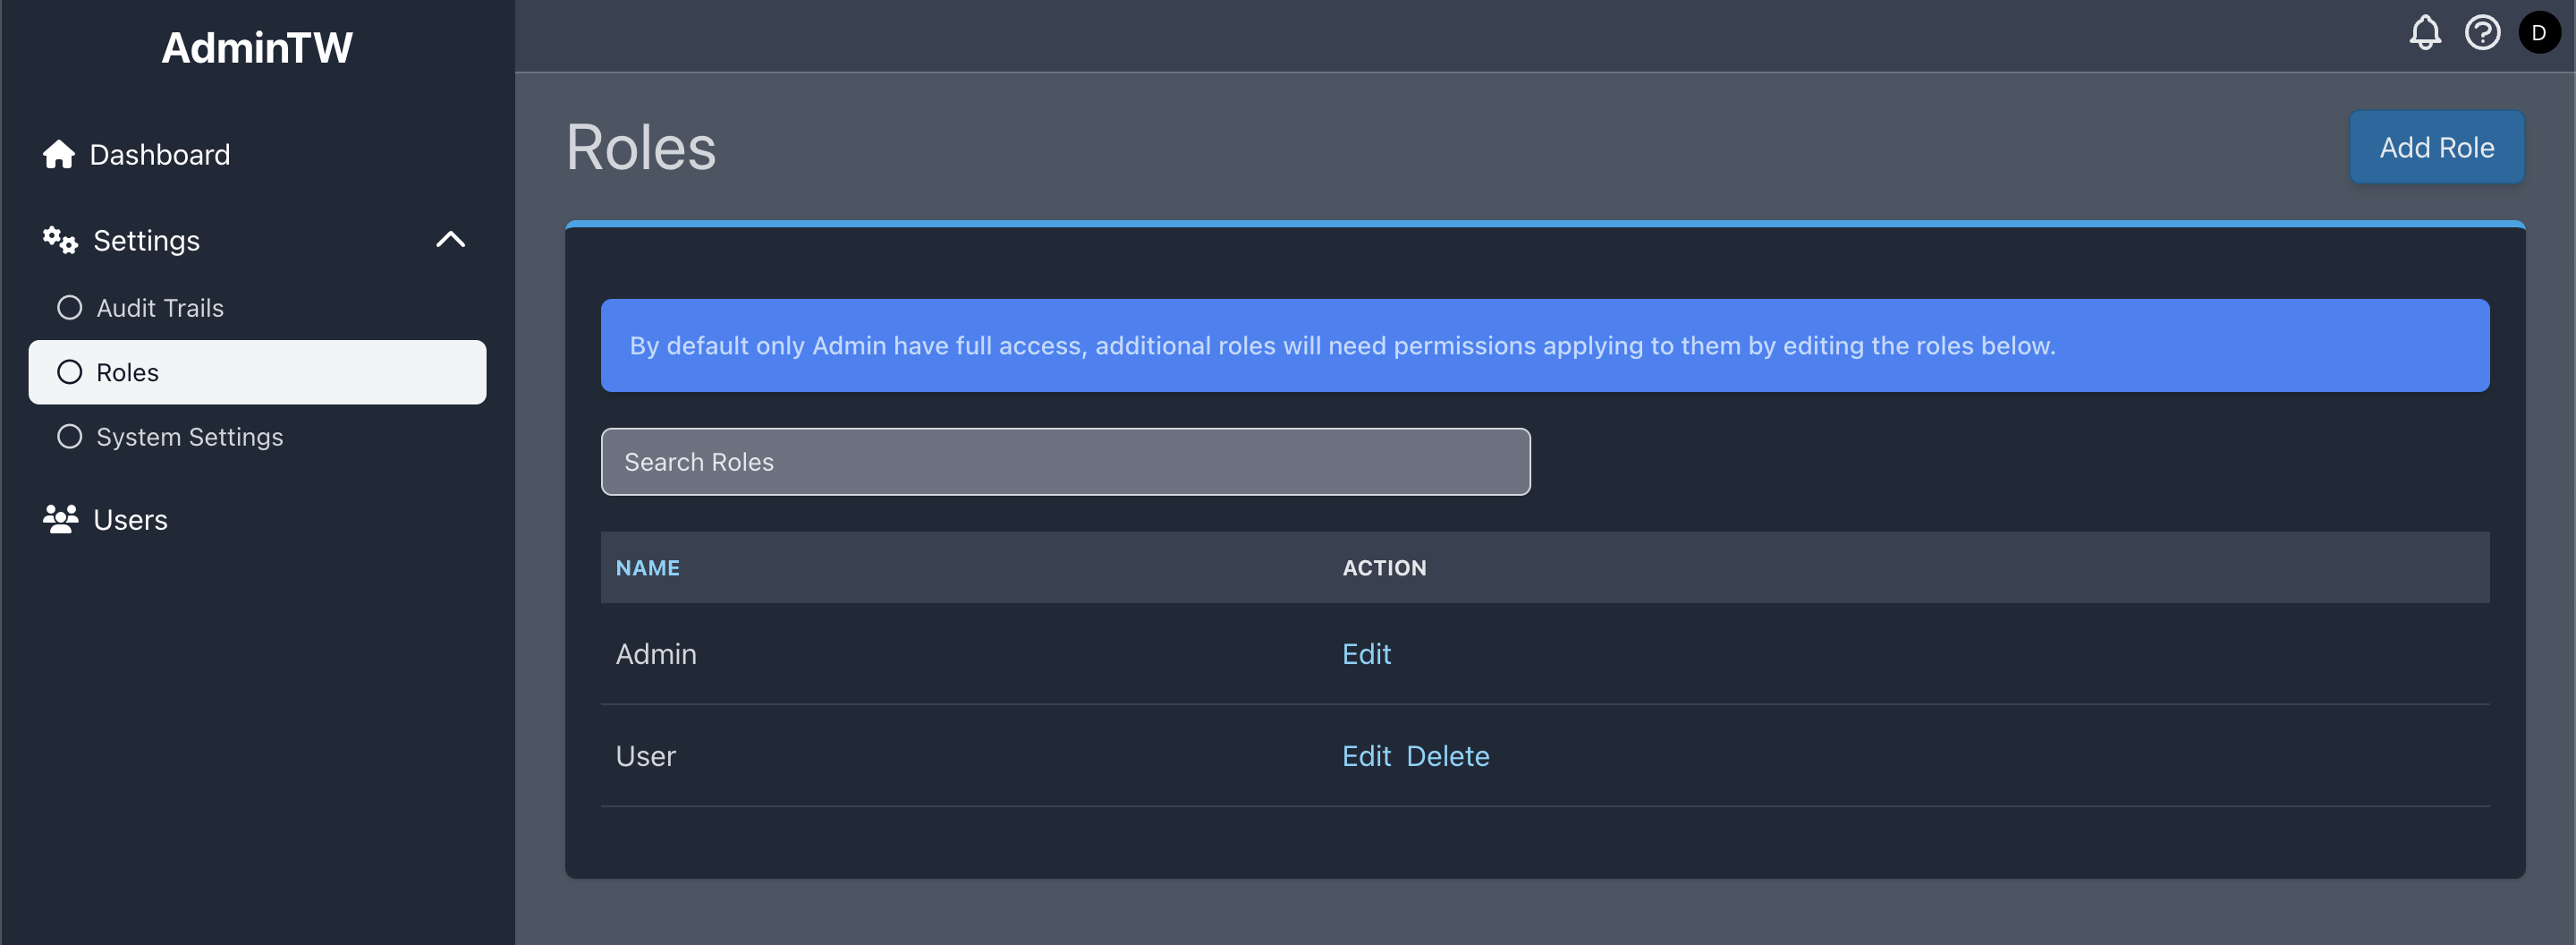 AdminTW
D
Dashboard
Settings
Audit Trails
Roles
System Settings
Users
Roles
Add Role
By default only Admin have full access, additional roles will need permissions applying to them by editing the roles below.
Search Roles
NAME ACTION
Admin Edit
User Edit Delete